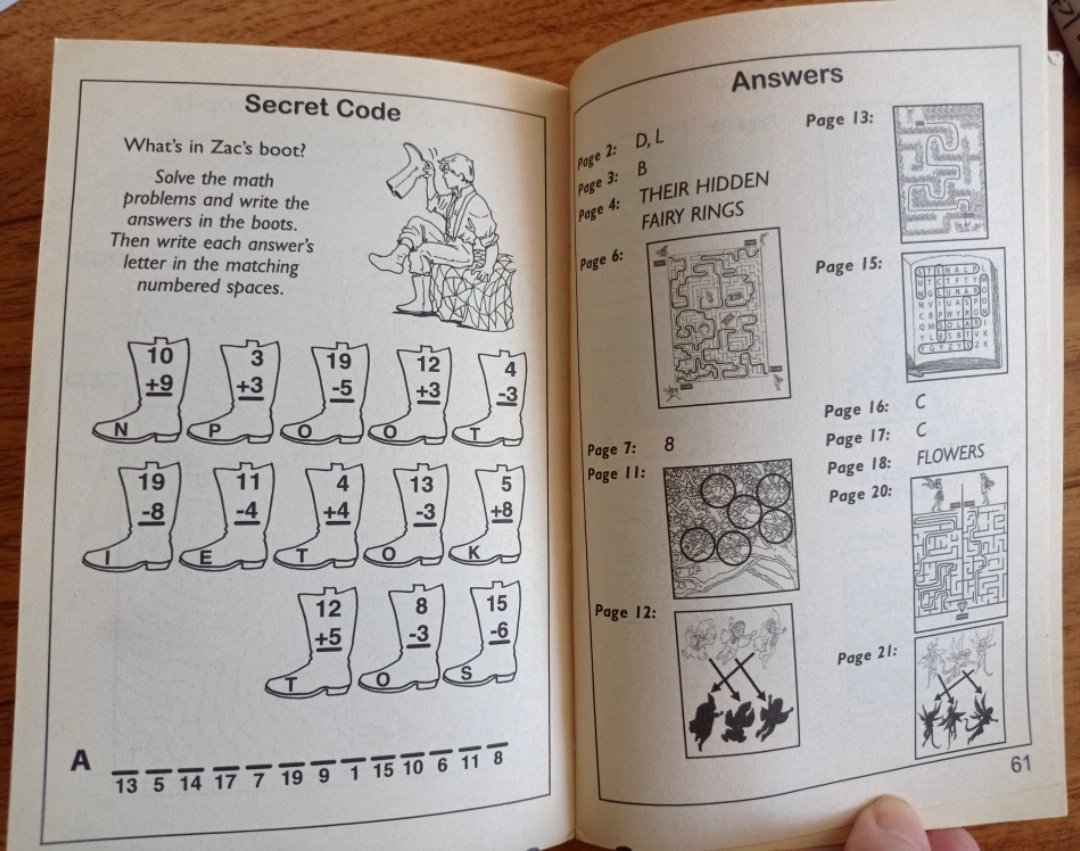 Secret Code
What's in Zac's boot?
Solve the math
problems and write the
answers in the boots.
Then write each answer's
letter in the matching
numbered spaces.
10 3 19 12 4
+9 +3 -5 +3 -3
N P O O T
19 11 4 13 5
-8 -4 +4 -3 +8
I E T O K
12 8 15
+5 -3 -6
T O S
A
13 5 14 17 7 19 9 1 15 10 6 11 8
Answers
Page 2: D, L
Page 3: B
Page 4: THEIR HIDDEN
FAIRY RINGS
Page 6:
Page 7: 8
Page 11:
Page 12:
Page 13:
Page 15:
Page 16: C
Page 17: C
Page 18: FLOWERS
Page 20:
Page 21:
61